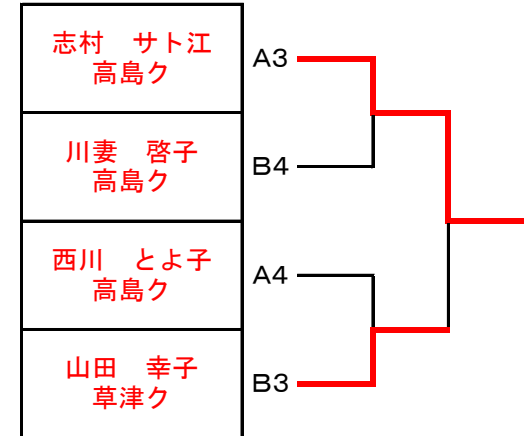 志村　サト江
高島ク
A3
川妻　啓子
高島ク
B4
西川　とよ子
高島ク
A4
山田　幸子
草津ク
B3